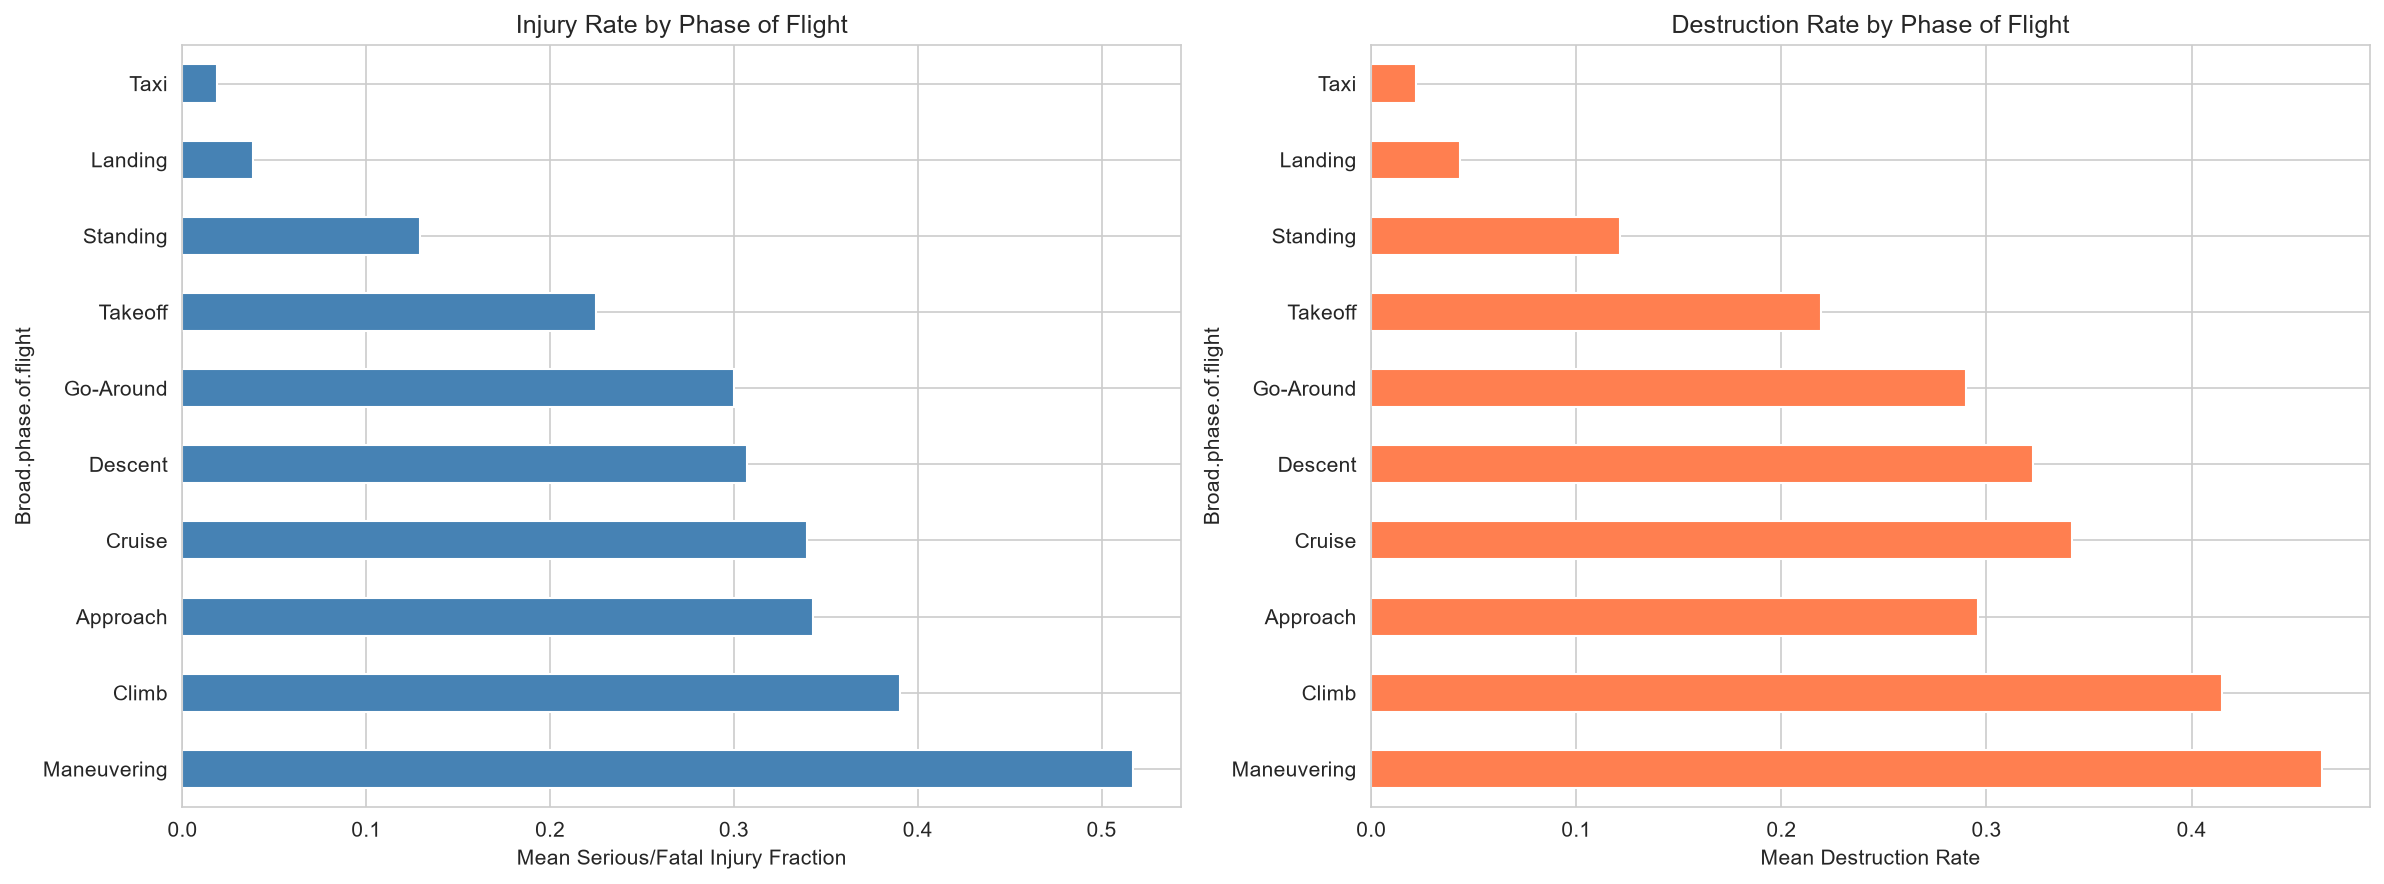 Injury Rate by Phase of Flight
Broad.phase.of.flight
Taxi
Landing
Standing
Takeoff
Go-Around
Descent
Cruise
Approach
Climb
Maneuvering
0.0 0.1 0.2 0.3 0.4 0.5
Mean Serious/Fatal Injury Fraction
Destruction Rate by Phase of Flight
Broad.phase.of.flight
Taxi
Landing
Standing
Takeoff
Go-Around
Descent
Cruise
Approach
Climb
Maneuvering
0.0 0.1 0.2 0.3 0.4
Mean Destruction Rate